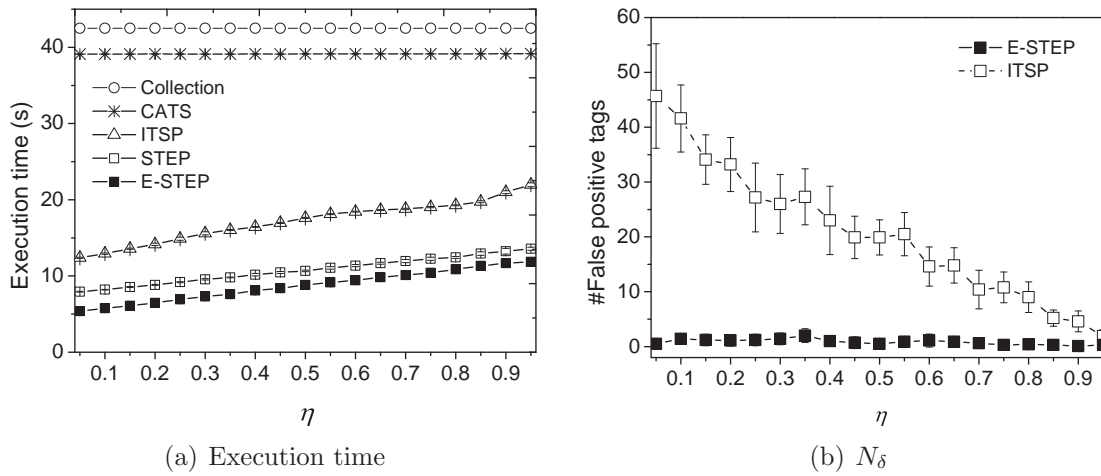 Execution time (s)
40
30
20
10
0
Collection
CATS
ITSP
STEP
E-STEP
0.1 0.2 0.3 0.4 0.5 0.6 0.7 0.8 0.9
η
(a) Execution time
#False positive tags
60
50
40
30
20
10
0
E-STEP
ITSP
0.1 0.2 0.3 0.4 0.5 0.6 0.7 0.8 0.9
η
(b) Nδ